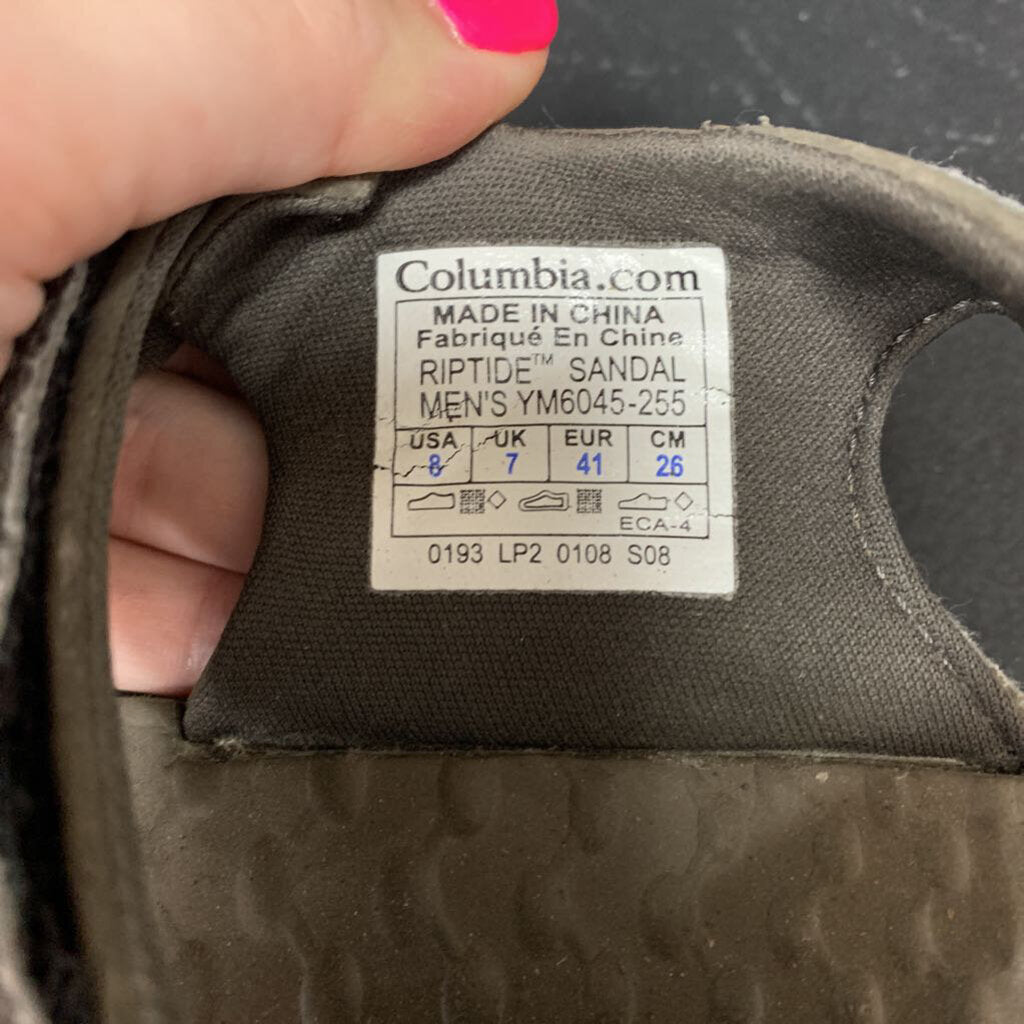 Columbia.com
MADE IN CHINA
Fabriqué En Chine
RIPTIDE™ SANDAL
MEN'S YM6045-255
USA UK EUR CM
8 7 41 26
ECA-4
0193 LP2 0108 S08